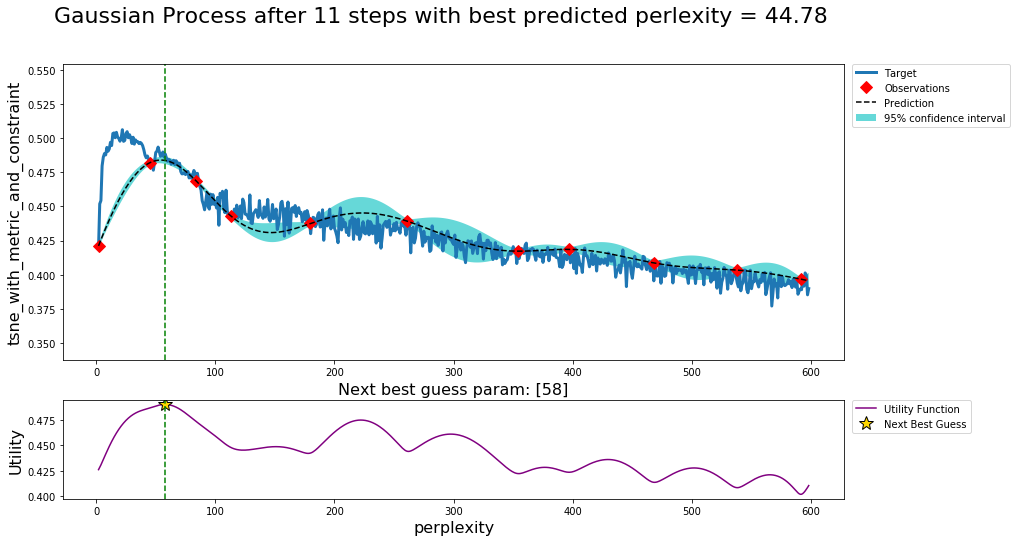 Gaussian Process after 11 steps with best predicted perlexity = 44.78
tsne_with_metric_and_constraint
0.550
0.525
0.500
0.475
0.450
0.425
0.400
0.375
0.350
0 100 200 300 400 500 600
Target
Observations
Prediction
95% confidence interval
Next best guess param: [58]
Utility
0.475
0.450
0.425
0.400
0 100 200 300 400 500 600
perplexity
Utility Function
Next Best Guess